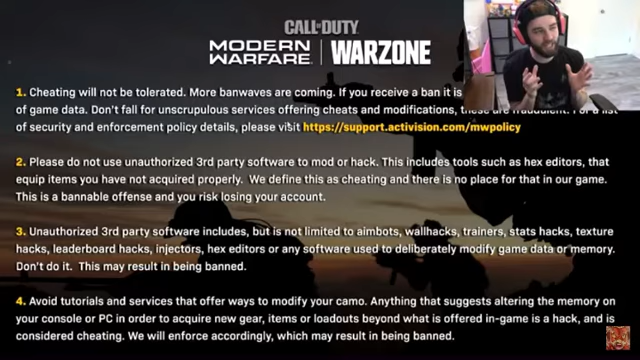 CALL OF DUTY
MODERN WARFARE | WARZONE
1. Cheating will not be tolerated. More banwaves are coming. If you receive a ban it is
of game data. Don't fall for unscrupulous services offering cheats and modifications, these are fraudulent. For a list
of security and enforcement policy details, please visit https://support.activision.com/mwpolicy
2. Please do not use unauthorized 3rd party software to mod or hack. This includes tools such as hex editors, that
equip items you have not acquired properly. We define this as cheating and there is no place for that in our game.
This is a bannable offense and you risk losing your account.
3. Unauthorized 3rd party software includes, but is not limited to aimbots, wallhacks, trainers, stats hacks, texture
hacks, leaderboard hacks, injectors, hex editors or any software used to deliberately modify game data or memory.
Don't do it. This may result in being banned.
4. Avoid tutorials and services that offer ways to modify your camo. Anything that suggests altering the memory on
your console or PC in order to acquire new gear, items or loadouts beyond what is offered in-game is a hack, and is
considered cheating. We will enforce accordingly, which may result in being banned.